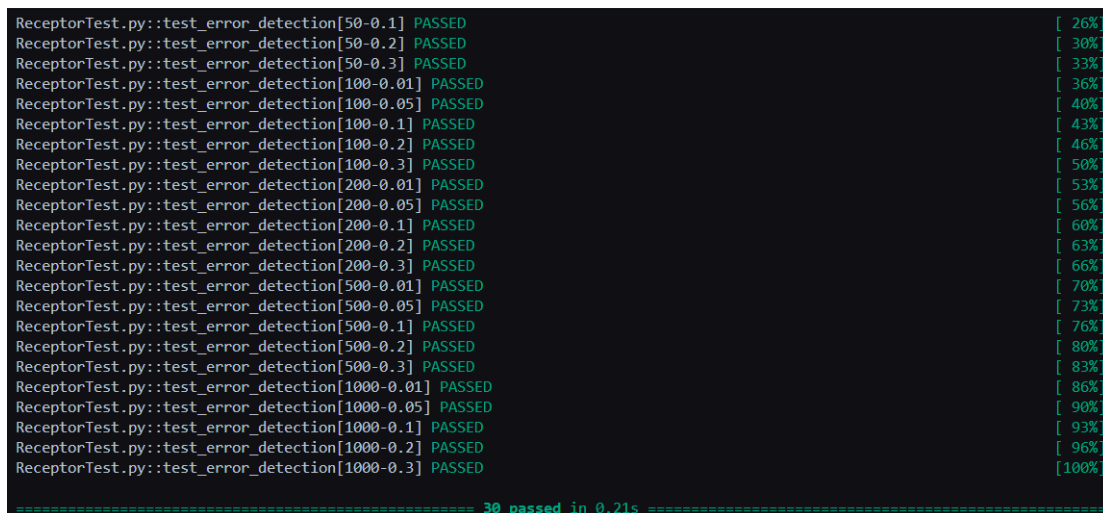 ReceptorTest.py::test_error_detection[50-0.1] PASSED [ 26%]
ReceptorTest.py::test_error_detection[50-0.2] PASSED [ 30%]
ReceptorTest.py::test_error_detection[50-0.3] PASSED [ 33%]
ReceptorTest.py::test_error_detection[100-0.01] PASSED [ 36%]
ReceptorTest.py::test_error_detection[100-0.05] PASSED [ 40%]
ReceptorTest.py::test_error_detection[100-0.1] PASSED [ 43%]
ReceptorTest.py::test_error_detection[100-0.2] PASSED [ 46%]
ReceptorTest.py::test_error_detection[100-0.3] PASSED [ 50%]
ReceptorTest.py::test_error_detection[200-0.01] PASSED [ 53%]
ReceptorTest.py::test_error_detection[200-0.05] PASSED [ 56%]
ReceptorTest.py::test_error_detection[200-0.1] PASSED [ 60%]
ReceptorTest.py::test_error_detection[200-0.2] PASSED [ 63%]
ReceptorTest.py::test_error_detection[200-0.3] PASSED [ 66%]
ReceptorTest.py::test_error_detection[500-0.01] PASSED [ 70%]
ReceptorTest.py::test_error_detection[500-0.05] PASSED [ 73%]
ReceptorTest.py::test_error_detection[500-0.1] PASSED [ 76%]
ReceptorTest.py::test_error_detection[500-0.2] PASSED [ 80%]
ReceptorTest.py::test_error_detection[500-0.3] PASSED [ 83%]
ReceptorTest.py::test_error_detection[1000-0.01] PASSED [ 86%]
ReceptorTest.py::test_error_detection[1000-0.05] PASSED [ 90%]
ReceptorTest.py::test_error_detection[1000-0.1] PASSED [ 93%]
ReceptorTest.py::test_error_detection[1000-0.2] PASSED [ 96%]
ReceptorTest.py::test_error_detection[1000-0.3] PASSED [100%]
===================================================== 30 passed in 0.21s =====================================================